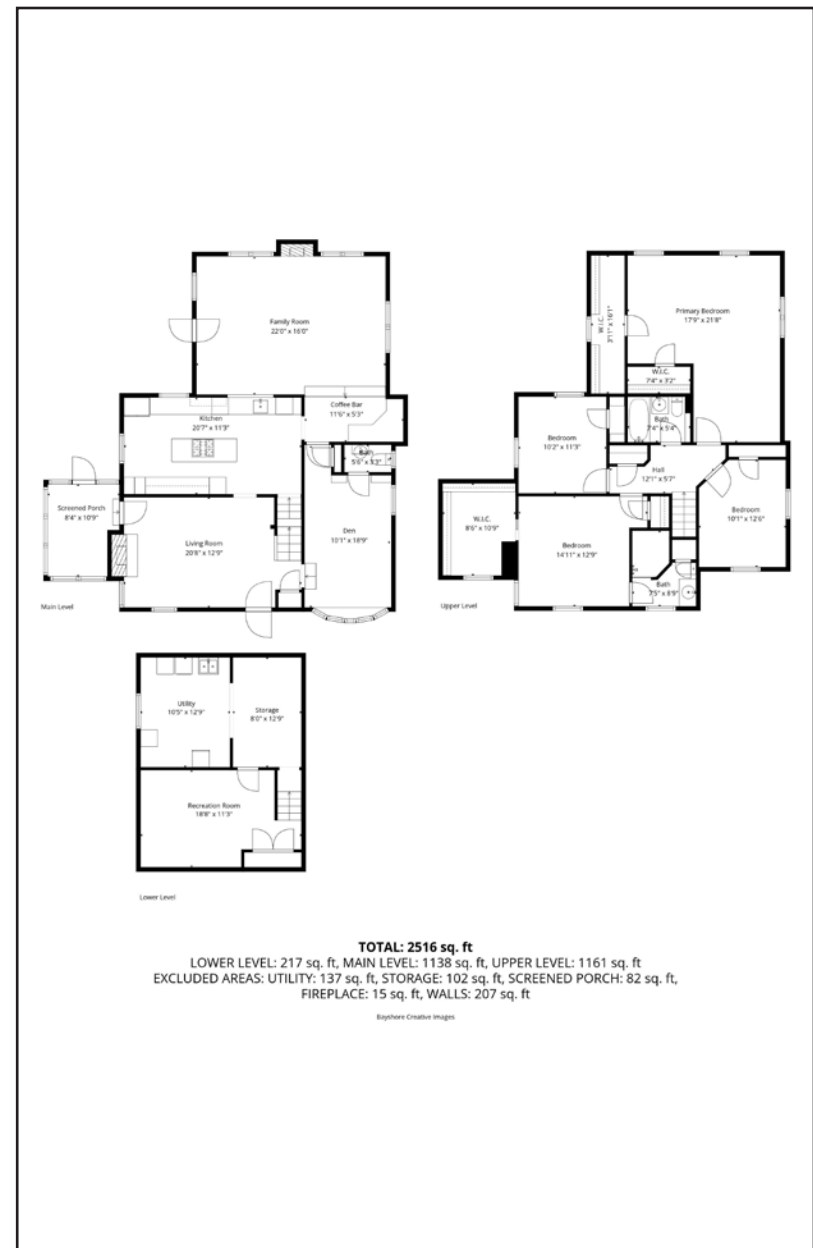 Family Room
22'0" x 16'0"
Kitchen
20'7" x 11'3"
Coffee Bar
11'6" x 5'3"
5'6" x 3'3"
Screened Porch
8'4" x 10'9"
Living Room
20'8" x 12'9"
Den
10'1" x 18'9"
Main Level
Primary Bedroom
17'9" x 21'8"
W.I.C.
3'11" x 16'1"
W.I.C.
7'4" x 3'2"
Bath
7'4" x 5'4"
Bedroom
10'2" x 11'3"
Hall
12'1" x 5'7"
W.I.C.
8'6" x 10'9"
Bedroom
14'11" x 12'9"
Bedroom
10'1" x 12'6"
Bath
7'5" x 8'9"
Upper Level
Utility
10'5" x 12'9"
Storage
8'0" x 12'9"
Recreation Room
18'8" x 11'3"
Lower Level
TOTAL: 2516 sq. ft
LOWER LEVEL: 217 sq. ft, MAIN LEVEL: 1138 sq. ft, UPPER LEVEL: 1161 sq. ft
EXCLUDED AREAS: UTILITY: 137 sq. ft, STORAGE: 102 sq. ft, SCREENED PORCH: 82 sq. ft,
FIREPLACE: 15 sq. ft, WALLS: 207 sq. ft
Bayshore Creative Images